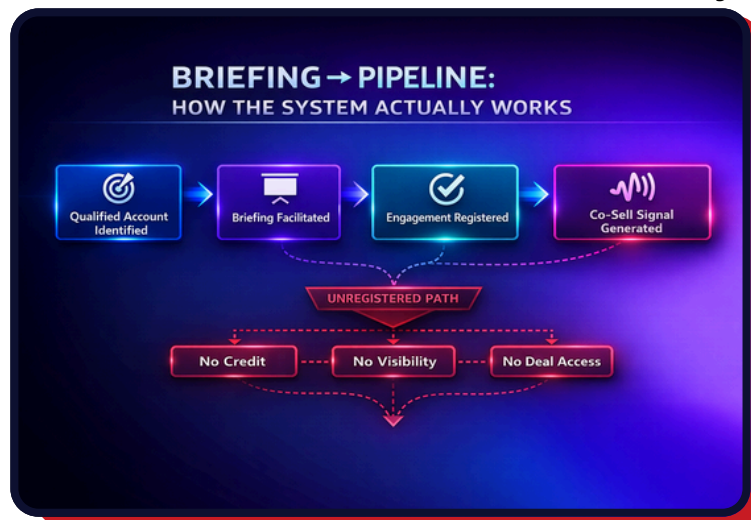 BRIEFING → PIPELINE:
HOW THE SYSTEM ACTUALLY WORKS
Qualified Account
Identified
Briefing Facilitated
Engagement Registered
Co-Sell Signal
Generated
UNREGISTERED PATH
No Credit
No Visibility
No Deal Access